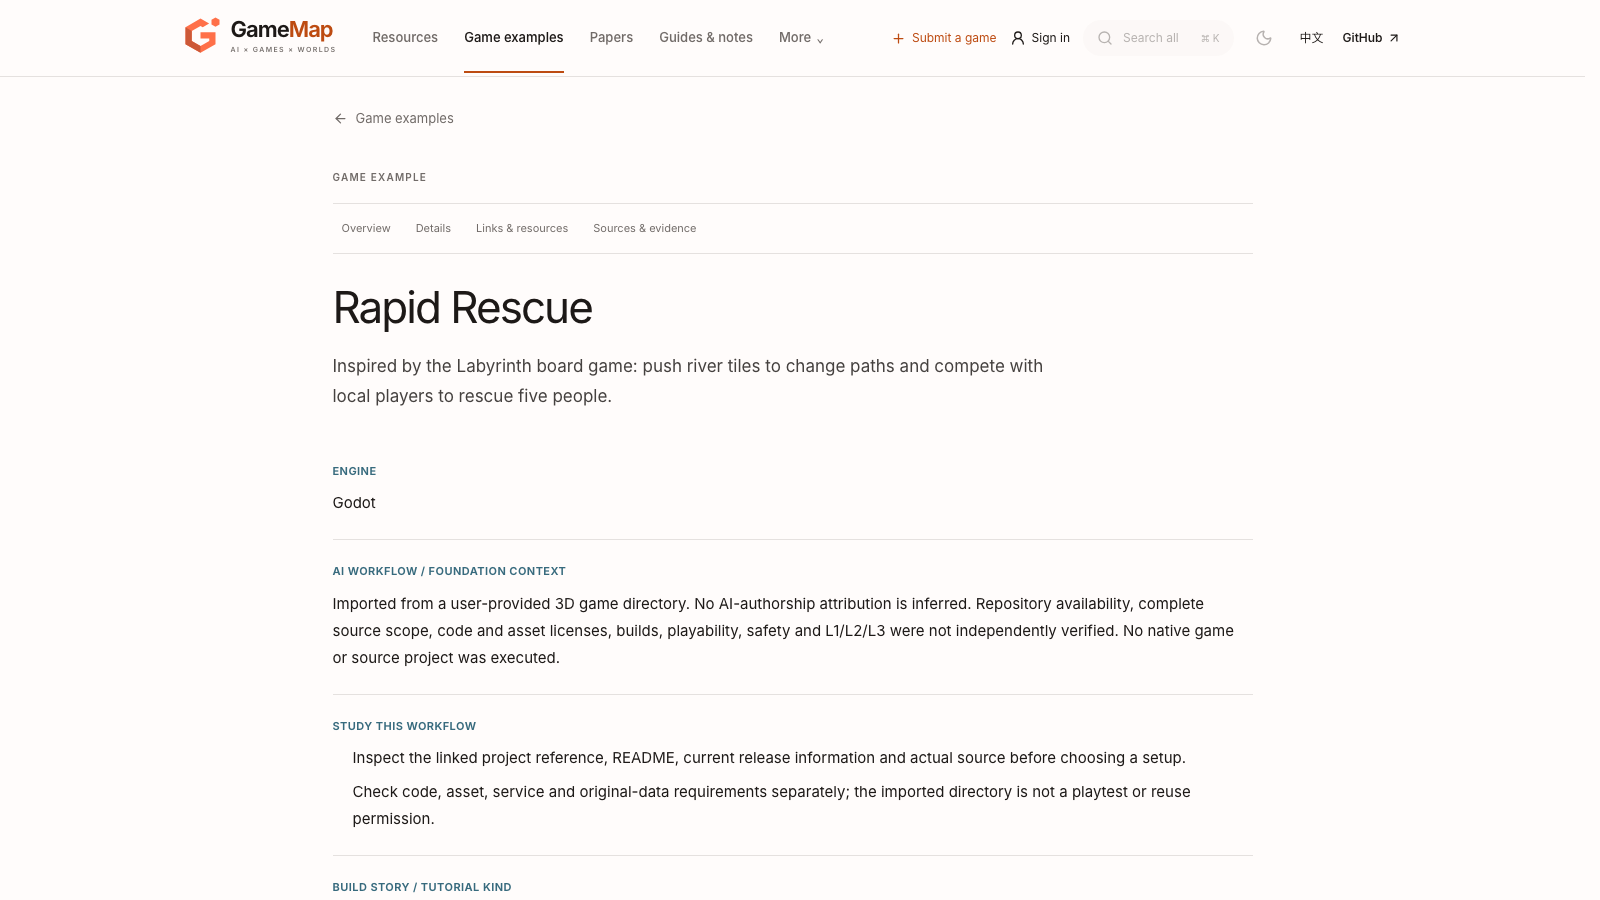 GameMap
AI × GAMES × WORLDS
Resources
Game examples
Papers
Guides & notes
More
Submit a game
Sign in
Search all
⌘ K
中文
GitHub
Game examples
GAME EXAMPLE
Overview
Details
Links & resources
Sources & evidence
Rapid Rescue
Inspired by the Labyrinth board game: push river tiles to change paths and compete with
local players to rescue five people.
ENGINE
Godot
AI WORKFLOW / FOUNDATION CONTEXT
Imported from a user-provided 3D game directory. No AI-authorship attribution is inferred. Repository availability, complete
source scope, code and asset licenses, builds, playability, safety and L1/L2/L3 were not independently verified. No native game
or source project was executed.
STUDY THIS WORKFLOW
Inspect the linked project reference, README, current release information and actual source before choosing a setup.
Check code, asset, service and original-data requirements separately; the imported directory is not a playtest or reuse
permission.
BUILD STORY / TUTORIAL KIND